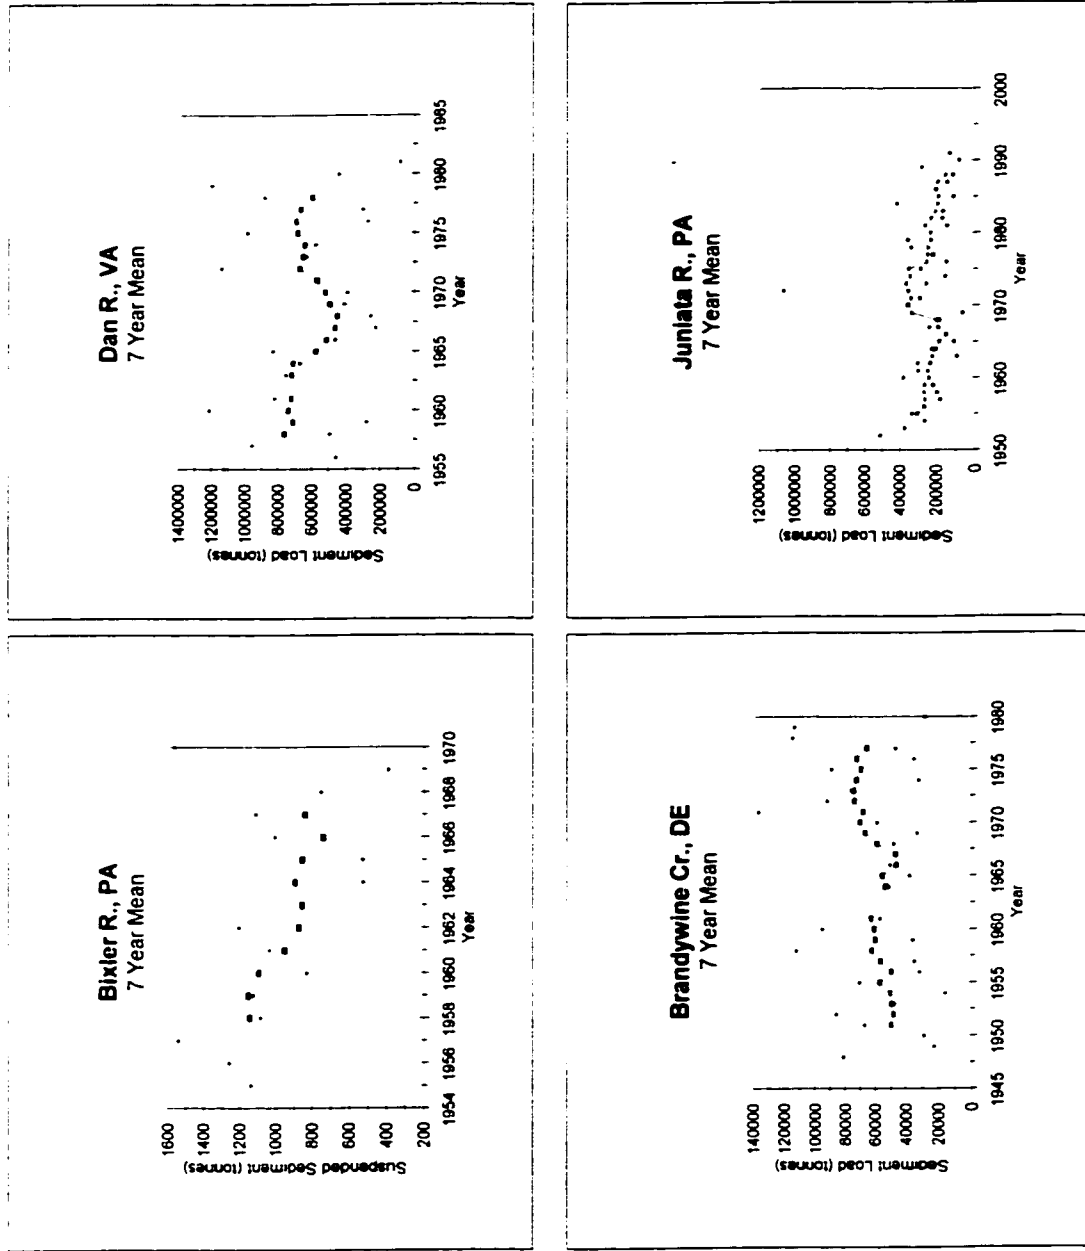 Bixler R., PA
7 Year Mean
Suspended Sediment (tonnes)
1600
1400
1200
1000
800
600
400
200
1954 1956 1958 1960 1962 1964 1966 1968 1970
Year
Dan R., VA
7 Year Mean
Sediment Load (tonnes)
1400000
1200000
1000000
800000
600000
400000
200000
0
1955 1960 1965 1970 1975 1980 1985
Year
Brandywine Cr., DE
7 Year Mean
Sediment Load (tonnes)
140000
120000
100000
80000
60000
40000
20000
0
1945 1950 1955 1960 1965 1970 1975 1980
Year
Juniata R., PA
7 Year Mean
Sediment Load (tonnes)
1200000
1000000
800000
600000
400000
200000
0
1950 1960 1970 1980 1990 2000
Year